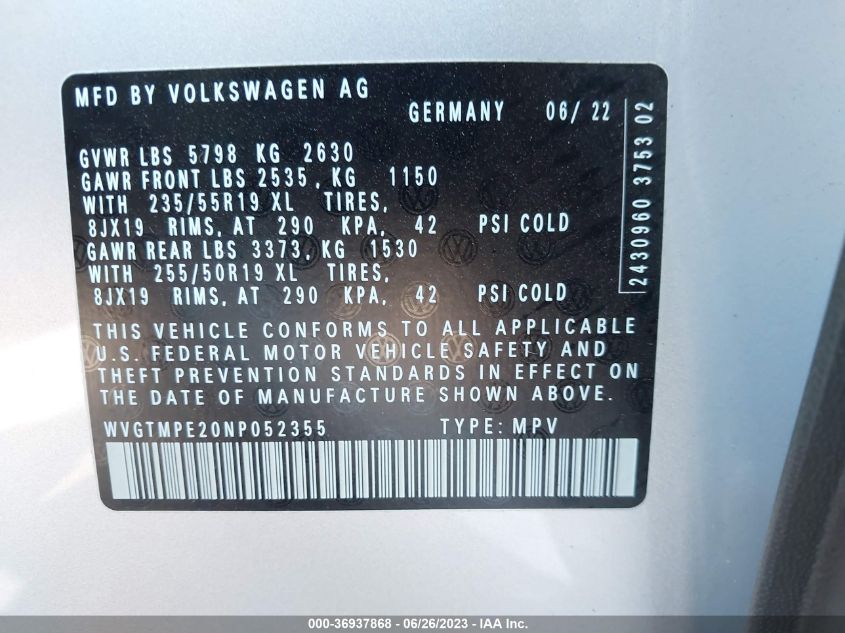 MFD BY VOLKSWAGEN AG
GERMANY 06/ 22
GVWR LBS 5798 KG 2630
GAWR FRONT LBS 2535, KG 1150
WITH 235/55R19 XL TIRES,
8JX19 RIMS, AT 290 KPA, 42 PSI COLD
GAWR REAR LBS 3373, KG 1530
WITH 255/50R19 XL TIRES,
8JX19 RIMS, AT 290 KPA, 42 PSI COLD
THIS VEHICLE CONFORMS TO ALL APPLICABLE
U.S. FEDERAL MOTOR VEHICLE SAFETY AND
THEFT PREVENTION STANDARDS IN EFFECT ON
THE DATE OF MANUFACTURE SHOWN ABOVE.
WVGTMPE20NP052355 TYPE: MPV
2430960 3753 02
000-36937868 - 06/26/2023 - IAA Inc.